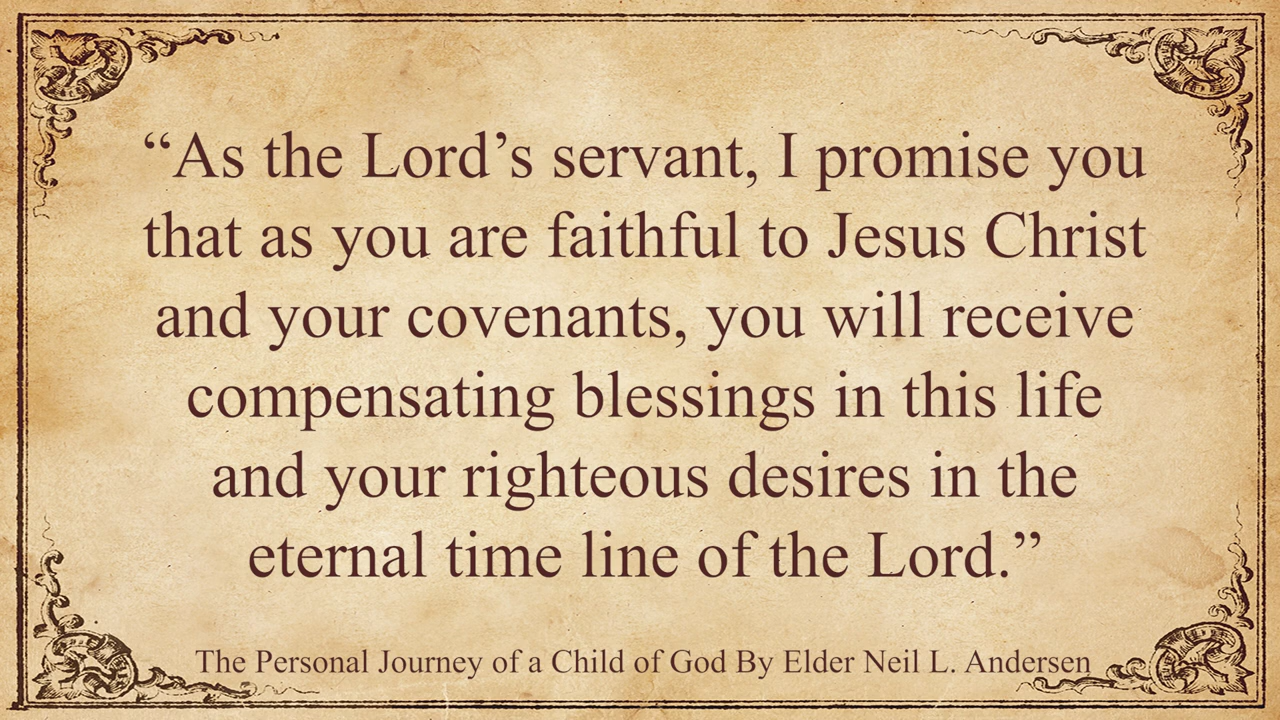 “As the Lord’s servant, I promise you
that as you are faithful to Jesus Christ
and your covenants, you will receive
compensating blessings in this life
and your righteous desires in the
eternal time line of the Lord.”
The Personal Journey of a Child of God By Elder Neil L. Andersen